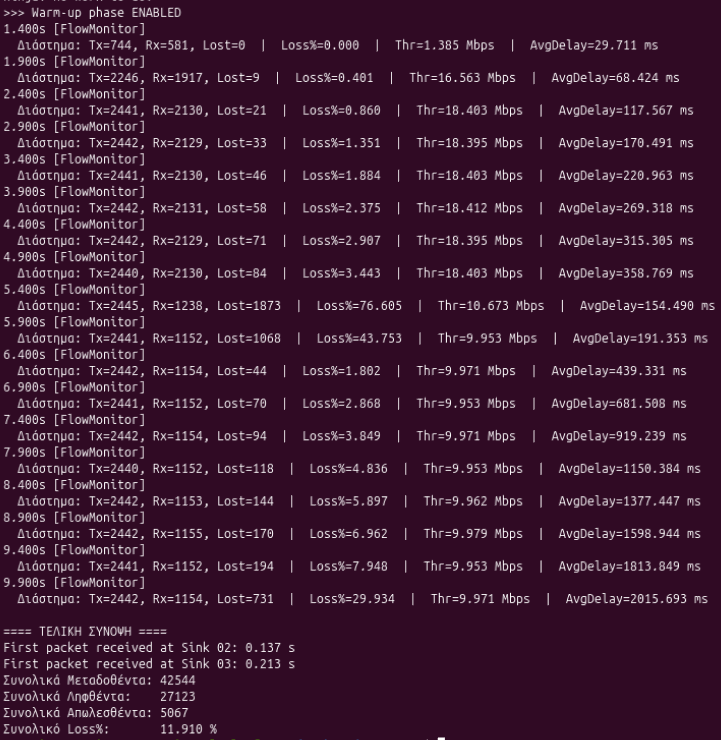 >>> Warm-up phase ENABLED
1.400s [FlowMonitor]
Διάστημα: Tx=744, Rx=581, Lost=0 | Loss%=0.000 | Thr=1.385 Mbps | AvgDelay=29.711 ms
1.900s [FlowMonitor]
Διάστημα: Tx=2246, Rx=1917, Lost=9 | Loss%=0.401 | Thr=16.563 Mbps | AvgDelay=68.424 ms
2.400s [FlowMonitor]
Διάστημα: Tx=2441, Rx=2130, Lost=21 | Loss%=0.860 | Thr=18.403 Mbps | AvgDelay=117.567 ms
2.900s [FlowMonitor]
Διάστημα: Tx=2442, Rx=2129, Lost=33 | Loss%=1.351 | Thr=18.395 Mbps | AvgDelay=170.491 ms
3.400s [FlowMonitor]
Διάστημα: Tx=2441, Rx=2130, Lost=46 | Loss%=1.884 | Thr=18.403 Mbps | AvgDelay=220.963 ms
3.900s [FlowMonitor]
Διάστημα: Tx=2442, Rx=2131, Lost=58 | Loss%=2.375 | Thr=18.412 Mbps | AvgDelay=269.318 ms
4.400s [FlowMonitor]
Διάστημα: Tx=2442, Rx=2129, Lost=71 | Loss%=2.907 | Thr=18.395 Mbps | AvgDelay=315.305 ms
4.900s [FlowMonitor]
Διάστημα: Tx=2440, Rx=2130, Lost=84 | Loss%=3.443 | Thr=18.403 Mbps | AvgDelay=358.769 ms
5.400s [FlowMonitor]
Διάστημα: Tx=2445, Rx=1238, Lost=1873 | Loss%=76.605 | Thr=10.673 Mbps | AvgDelay=154.490 ms
5.900s [FlowMonitor]
Διάστημα: Tx=2441, Rx=1152, Lost=1068 | Loss%=43.753 | Thr=9.953 Mbps | AvgDelay=191.353 ms
6.400s [FlowMonitor]
Διάστημα: Tx=2442, Rx=1154, Lost=44 | Loss%=1.802 | Thr=9.971 Mbps | AvgDelay=439.331 ms
6.900s [FlowMonitor]
Διάστημα: Tx=2441, Rx=1152, Lost=70 | Loss%=2.868 | Thr=9.953 Mbps | AvgDelay=681.508 ms
7.400s [FlowMonitor]
Διάστημα: Tx=2442, Rx=1154, Lost=94 | Loss%=3.849 | Thr=9.971 Mbps | AvgDelay=919.239 ms
7.900s [FlowMonitor]
Διάστημα: Tx=2440, Rx=1152, Lost=118 | Loss%=4.836 | Thr=9.953 Mbps | AvgDelay=1150.384 ms
8.400s [FlowMonitor]
Διάστημα: Tx=2442, Rx=1153, Lost=144 | Loss%=5.897 | Thr=9.962 Mbps | AvgDelay=1377.447 ms
8.900s [FlowMonitor]
Διάστημα: Tx=2442, Rx=1155, Lost=170 | Loss%=6.962 | Thr=9.979 Mbps | AvgDelay=1598.944 ms
9.400s [FlowMonitor]
Διάστημα: Tx=2441, Rx=1152, Lost=194 | Loss%=7.948 | Thr=9.953 Mbps | AvgDelay=1813.849 ms
9.900s [FlowMonitor]
Διάστημα: Tx=2442, Rx=1154, Lost=731 | Loss%=29.934 | Thr=9.971 Mbps | AvgDelay=2015.693 ms
==== ΤΕΛΙΚΗ ΣΥΝΟΨΗ ====
First packet received at Sink 02: 0.137 s
First packet received at Sink 03: 0.213 s
Συνολικά Μεταδοθέντα: 42544
Συνολικά Ληφθέντα: 27123
Συνολικά Απωλεσθέντα: 5067
Συνολικό Loss%: 11.910 %